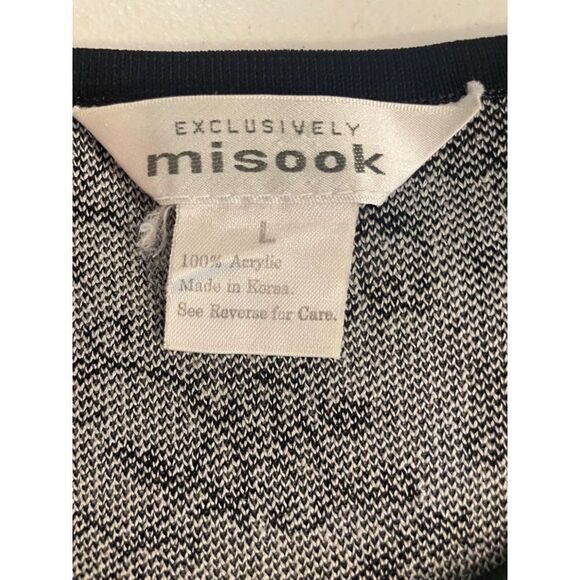 EXCLUSIVELY
misook
L
100% Acrylic
Made in Korea.
See Reverse for Care.